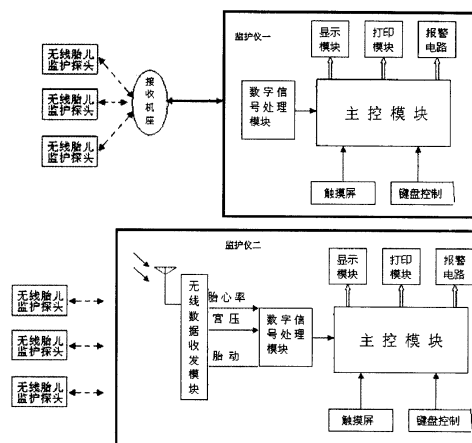 监护仪一
无线胎儿
监护探头
无线胎儿
监护探头
无线胎儿
监护探头
接收机座
显示
模块
打印
模块
报警
电路
数字信
号处理
模块
主控模块
触摸屏
键盘控制
监护仪二
无线胎儿
监护探头
无线胎儿
监护探头
无线胎儿
监护探头
无线数据收发模块
胎心率
宫压
胎动
数字信
号处理
模块
显示
模块
打印
模块
报警
电路
主控模块
触摸屏
键盘控制